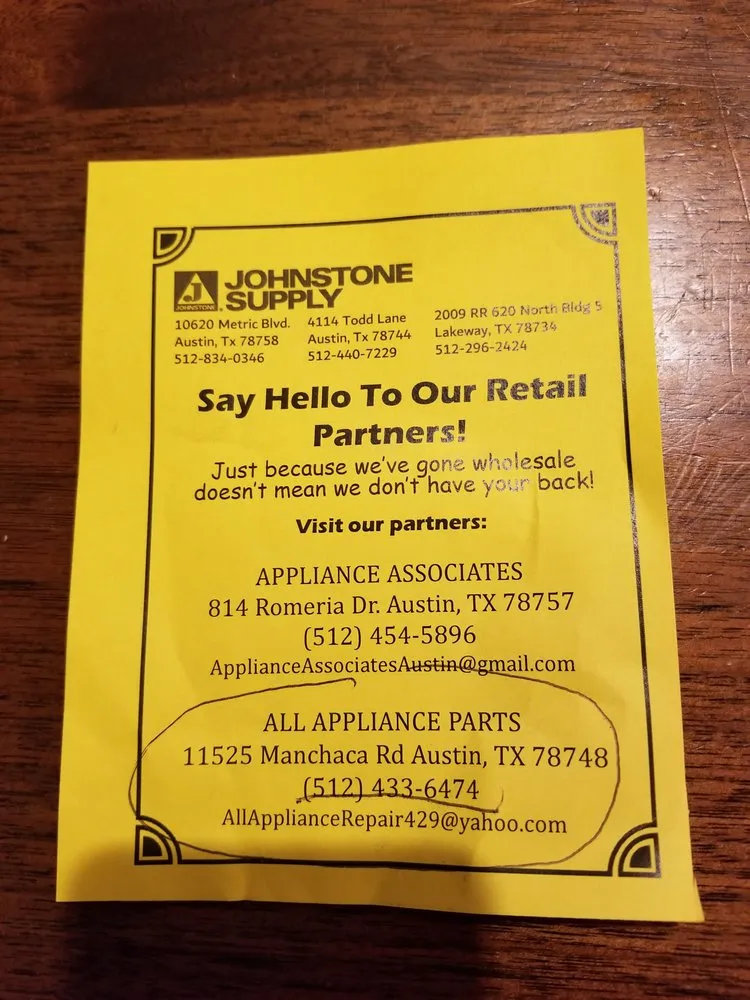 JOHNSTONE
SUPPLY
JOHNSTONE
10620 Metric Blvd.
Austin, Tx 78758
512-834-0346
4114 Todd Lane
Austin, Tx 78744
512-440-7229
2009 RR 620 North Bldg 5
Lakeway, TX 78734
512-296-2424
Say Hello To Our Retail
Partners!
Just because we've gone wholesale
doesn't mean we don't have your back!
Visit our partners:
APPLIANCE ASSOCIATES
814 Romeria Dr. Austin, TX 78757
(512) 454-5896
ApplianceAssociatesAustin@gmail.com
ALL APPLIANCE PARTS
11525 Manchaca Rd Austin, TX 78748
(512) 433-6474
AllApplianceRepair429@yahoo.com